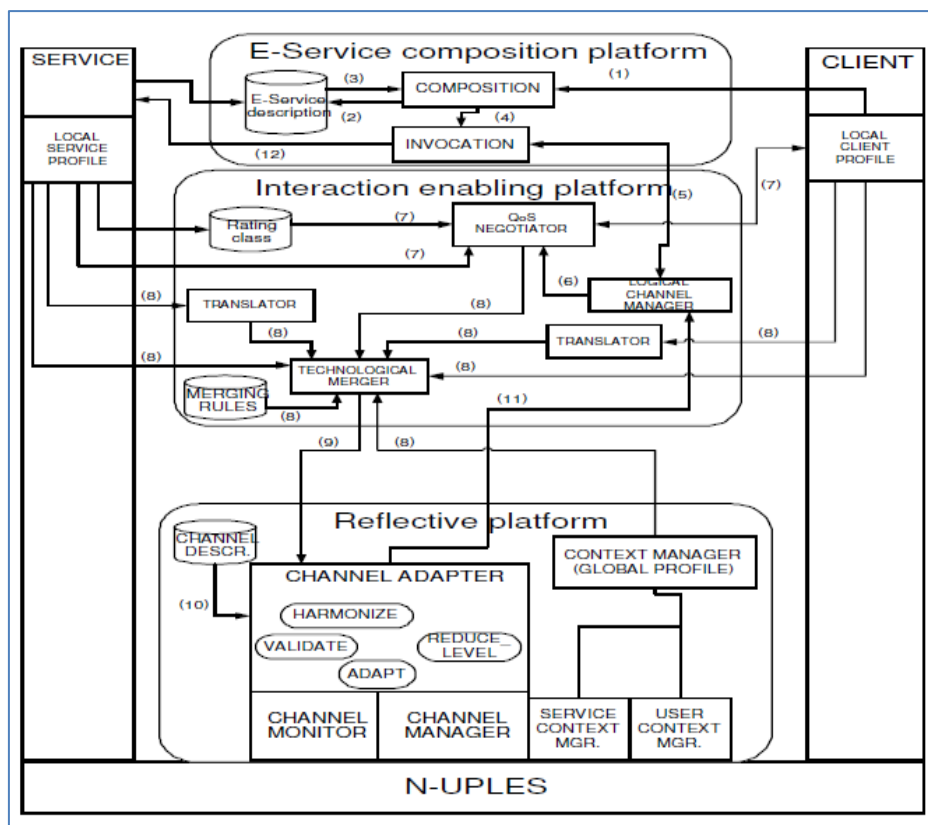 E-Service composition platform
SERVICE
CLIENT
(3)
(1)
COMPOSITION
E-Service
description
(2)
(4)
INVOCATION
(12)
LOCAL
SERVICE
PROFILE
LOCAL
CLIENT
PROFILE
Interaction enabling platform
(5)
(7)
Rating
class
(7)
QoS
NEGOTIATOR
(7)
(6)
LOGICAL
CHANNEL
MANAGER
(8)
TRANSLATOR
(8)
(8)
(8)
TRANSLATOR
(8)
(8)
TECHNOLOGICAL
MERGER
(8)
MERGING
RULES
(8)
(11)
(9)
(8)
Reflective platform
CHANNEL
DESCR.
CONTEXT MANAGER
(GLOBAL PROFILE)
CHANNEL ADAPTER
(10)
HARMONIZE
VALIDATE
REDUCE_
LEVEL
ADAPT
CHANNEL
MONITOR
CHANNEL
MANAGER
SERVICE
CONTEXT
MGR.
USER
CONTEXT
MGR.
N-UPLES